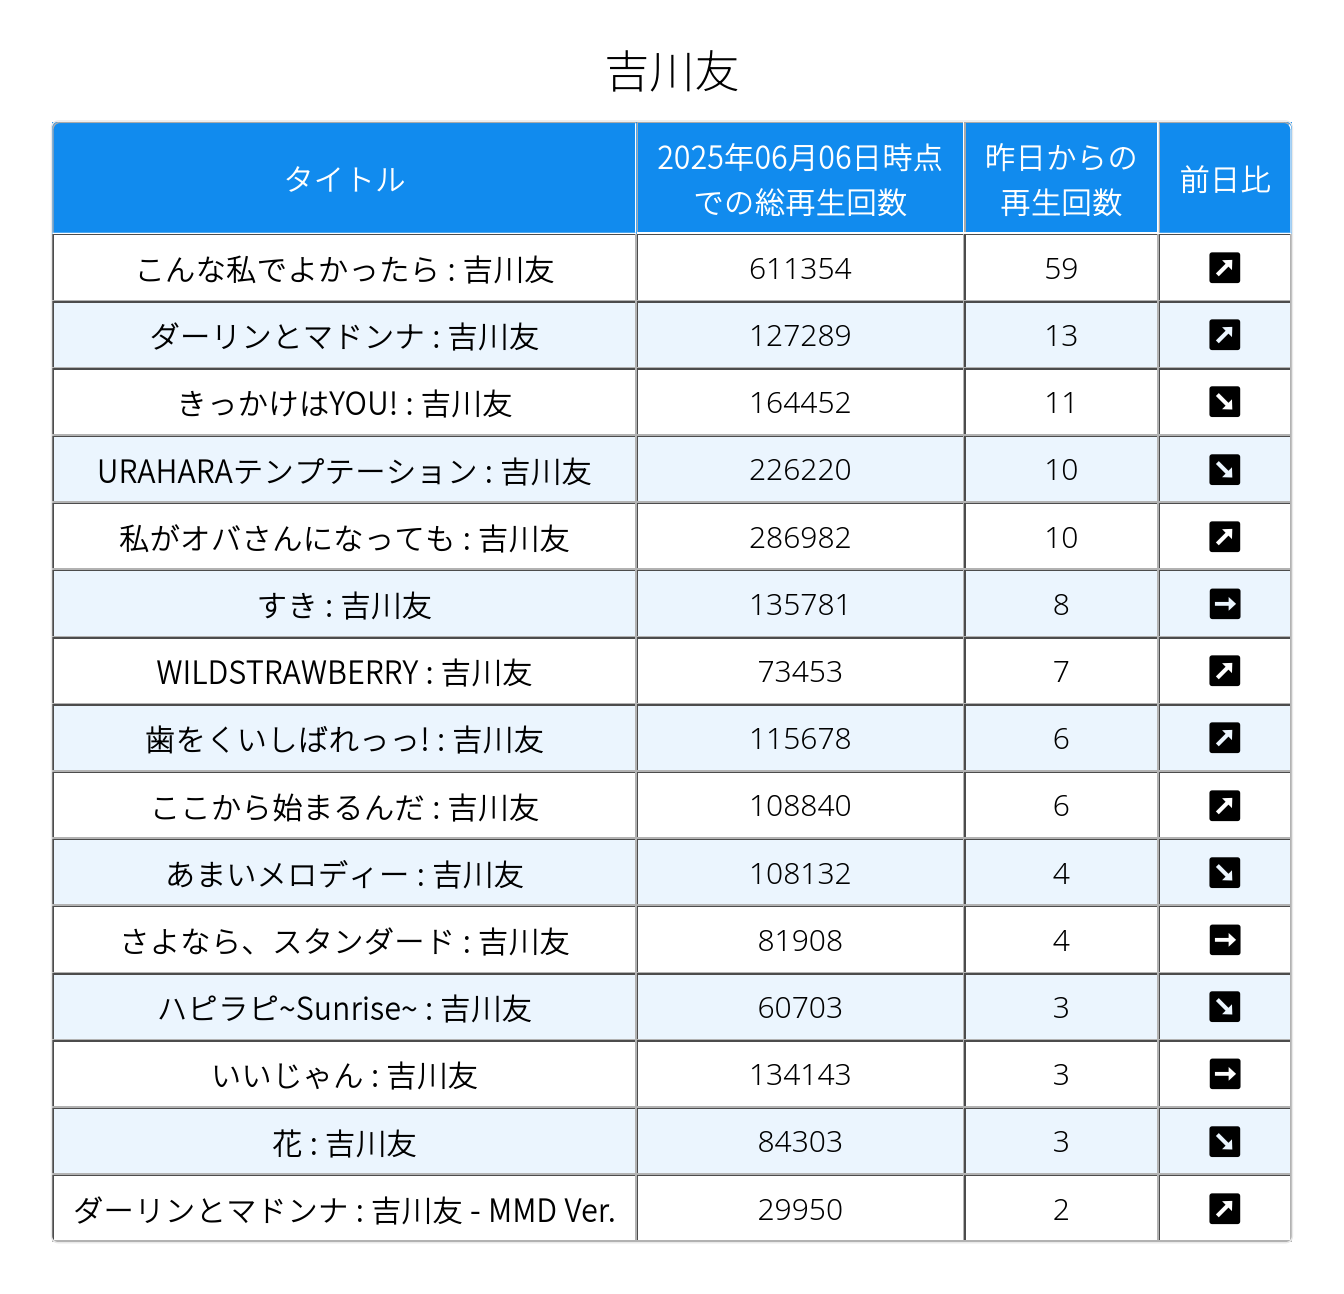 吉川友
タイトル
2025年06月06日時点
での総再生回数
昨日からの
再生回数
前日比
こんな私でよかったら : 吉川友 611354 59 ↗
ダーリンとマドンナ : 吉川友 127289 13 ↗
きっかけはYOU! : 吉川友 164452 11 ↘
URAHARAテンプテーション : 吉川友 226220 10 ↘
私がオバさんになっても : 吉川友 286982 10 ↗
すき : 吉川友 135781 8 →
WILDSTRAWBERRY : 吉川友 73453 7 ↗
歯をくいしばれっっ! : 吉川友 115678 6 ↗
ここから始まるんだ : 吉川友 108840 6 ↗
あまいメロディー : 吉川友 108132 4 ↘
さよなら、スタンダード : 吉川友 81908 4 →
ハピラピ~Sunrise~ : 吉川友 60703 3 ↘
いいじゃん : 吉川友 134143 3 →
花 : 吉川友 84303 3 ↘
ダーリンとマドンナ : 吉川友 - MMD Ver. 29950 2 ↗